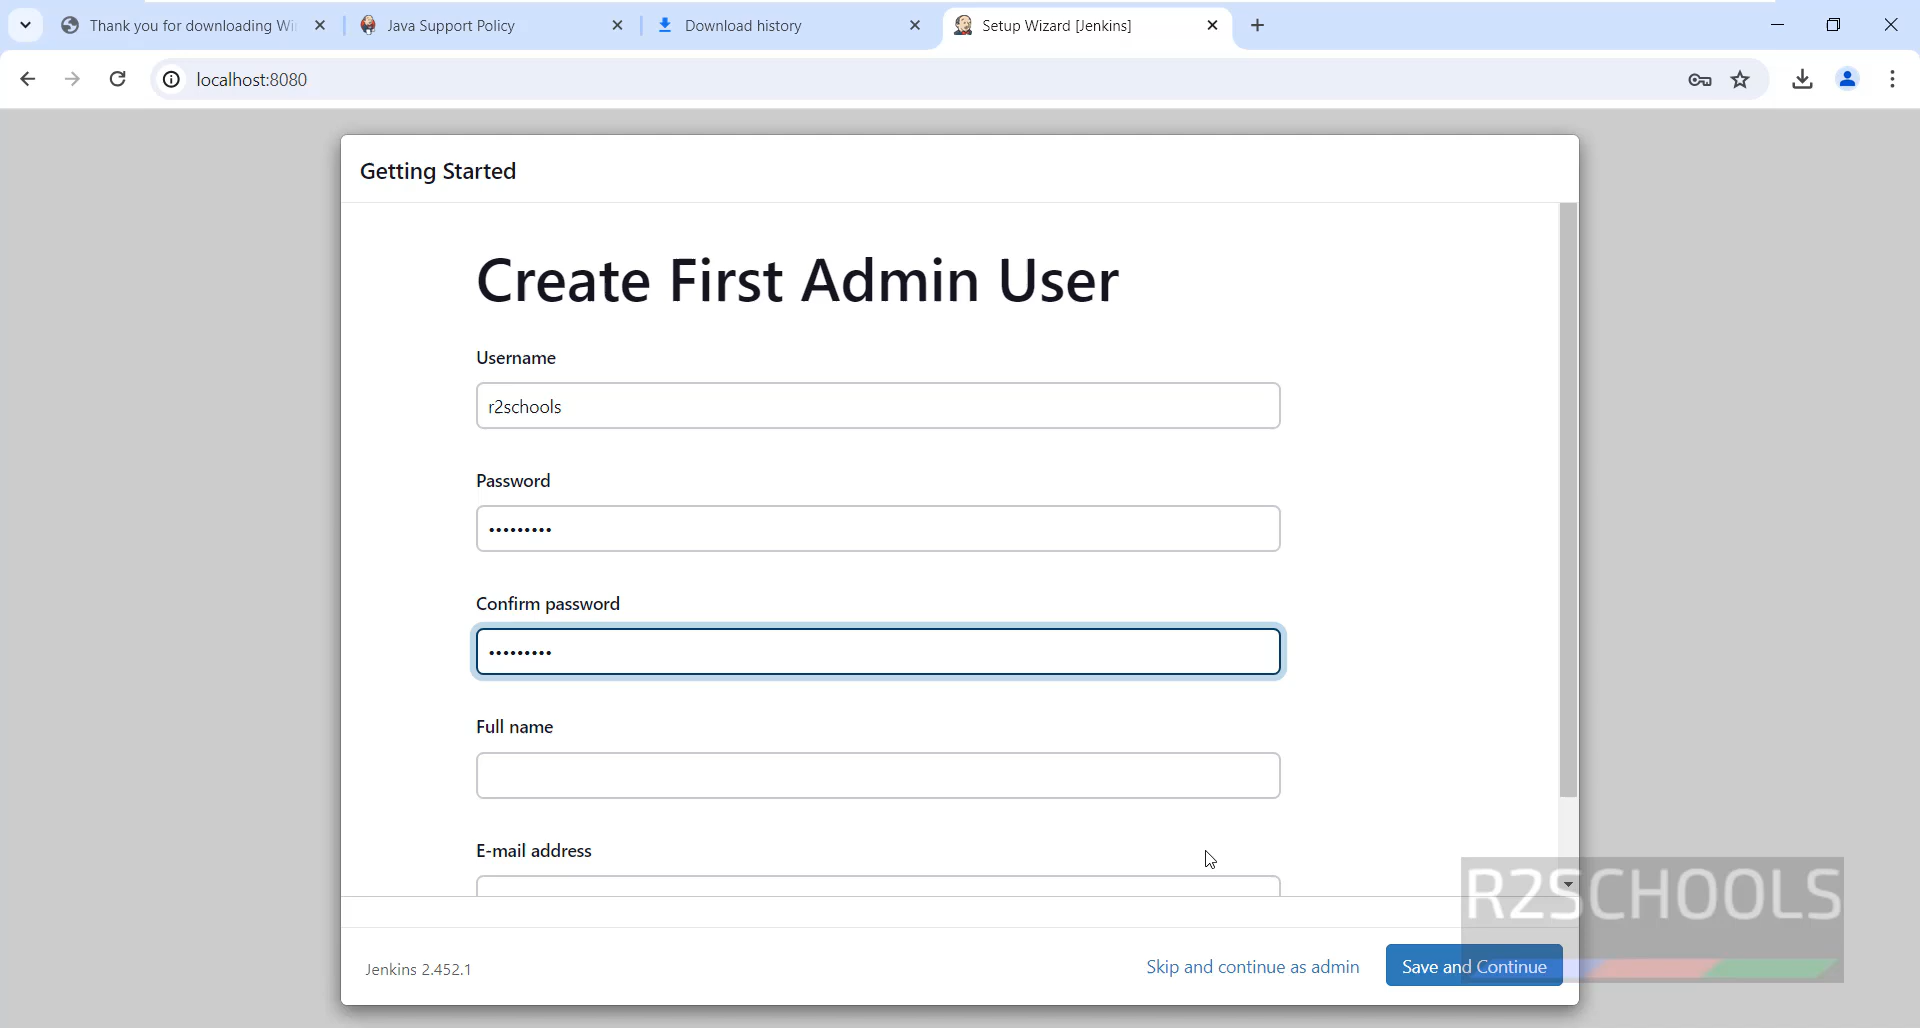 Thank you for downloading Wi
Java Support Policy
Download history
Setup Wizard [Jenkins]
localhost:8080
Getting Started
Create First Admin User
Username
r2schools
Password
•••••••••
Confirm password
•••••••••
Full name
E-mail address
R2SCHOOLS
Jenkins 2.452.1
Skip and continue as admin
Save and Continue